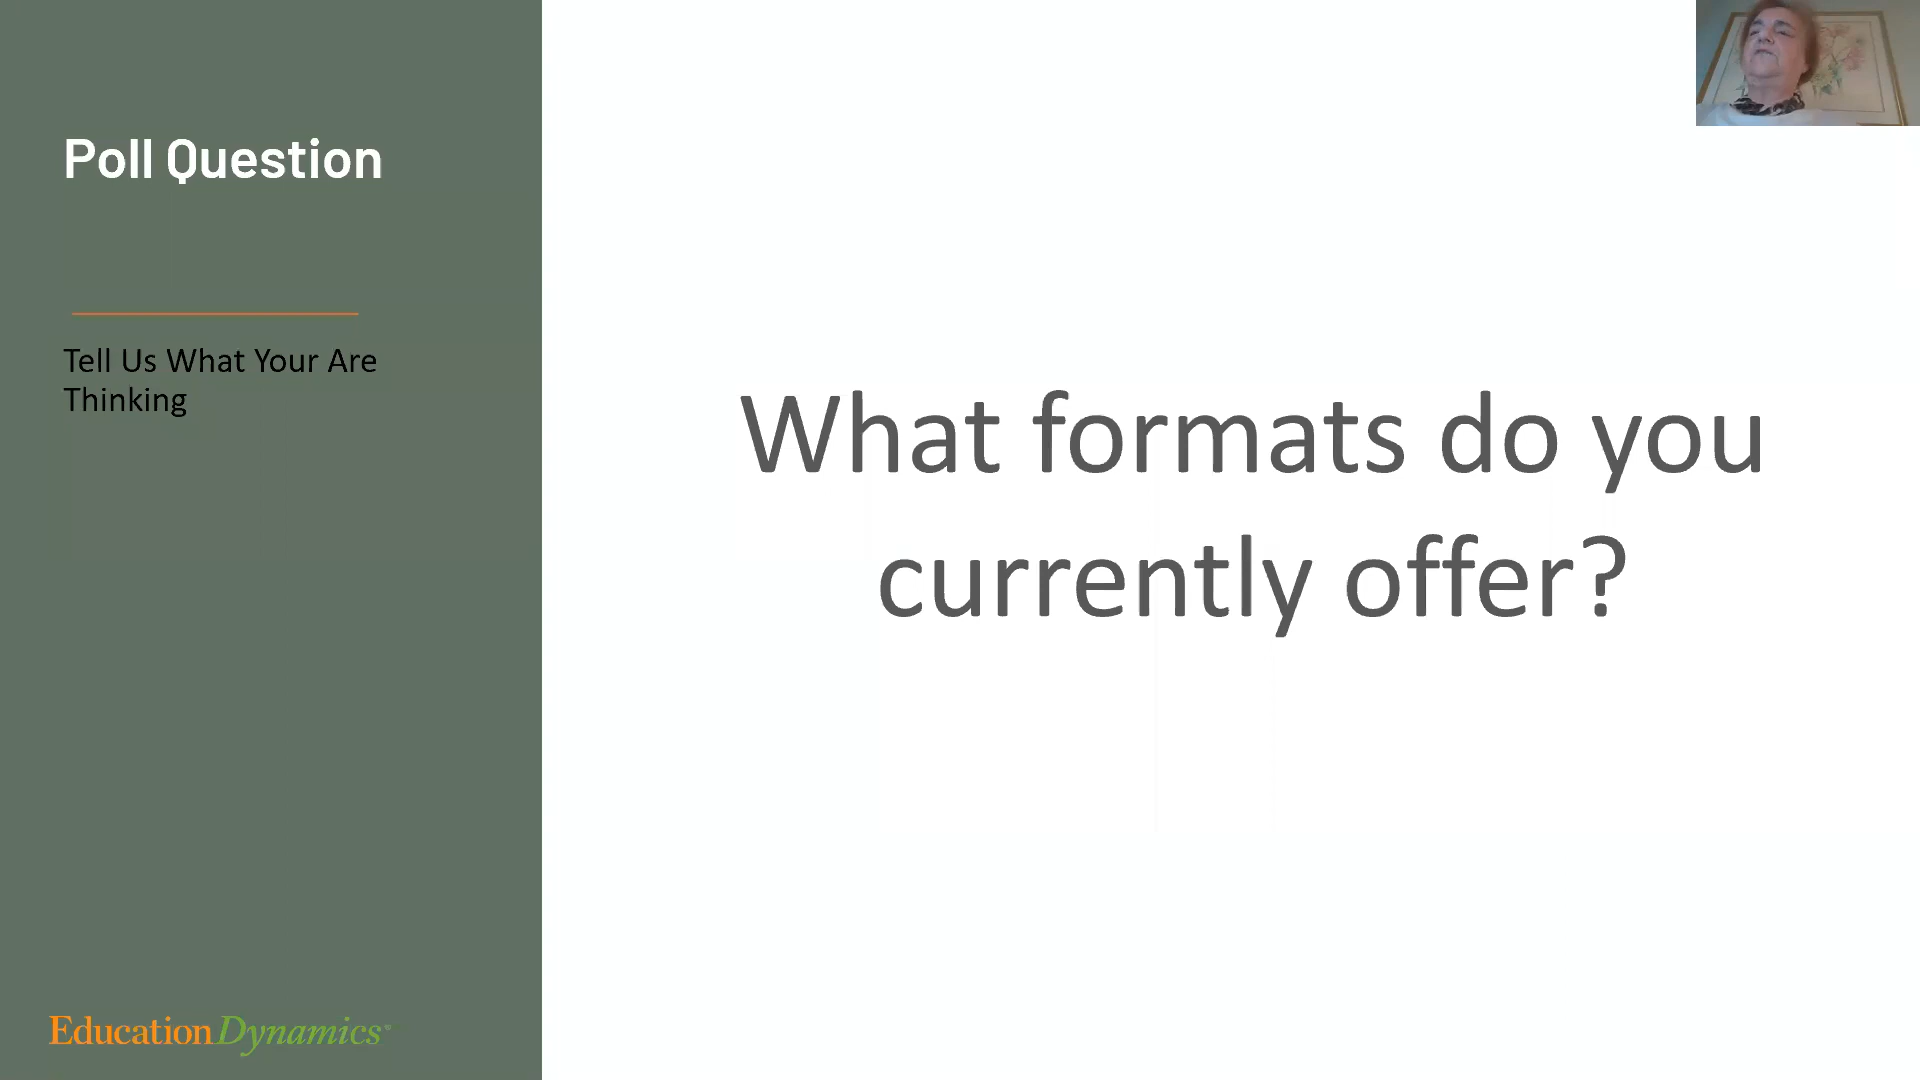 Poll Question
Tell Us What Your Are
Thinking
What formats do you
currently offer?
EducationDynamics